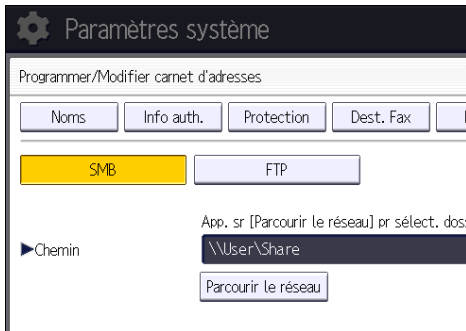 Paramètres système
Programmer/Modifier carnet d'adresses
Noms Info auth. Protection Dest. Fax
SMB FTP
App. sr [Parcourir le réseau] pr sélect.
Chemin \\User\Share
Parcourir le réseau